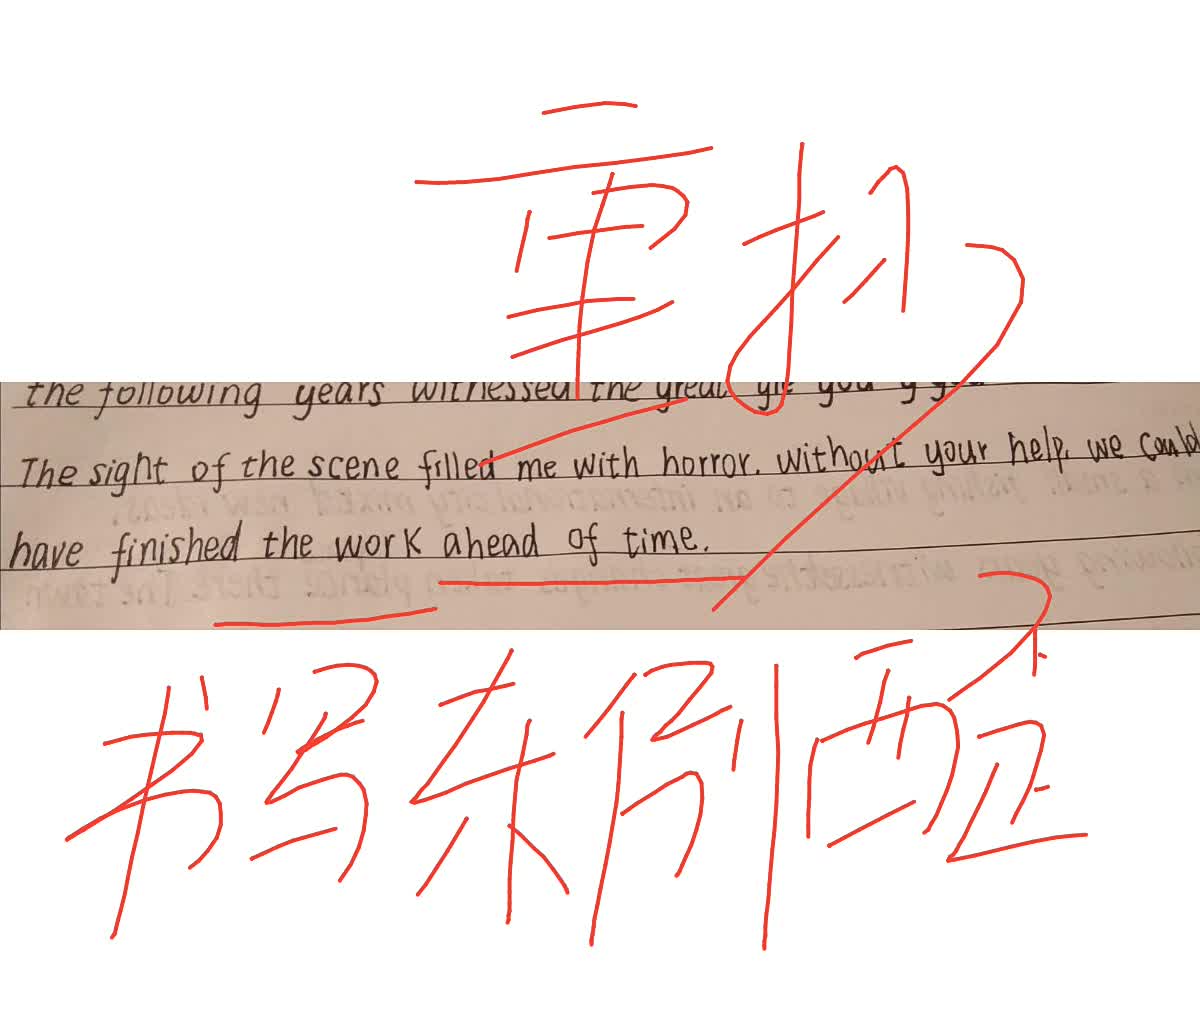 重抄
the following years witnessed the great
The sight of the scene filled me with horror. without your help, we could
have finished the work ahead of time.
书写东倒西歪